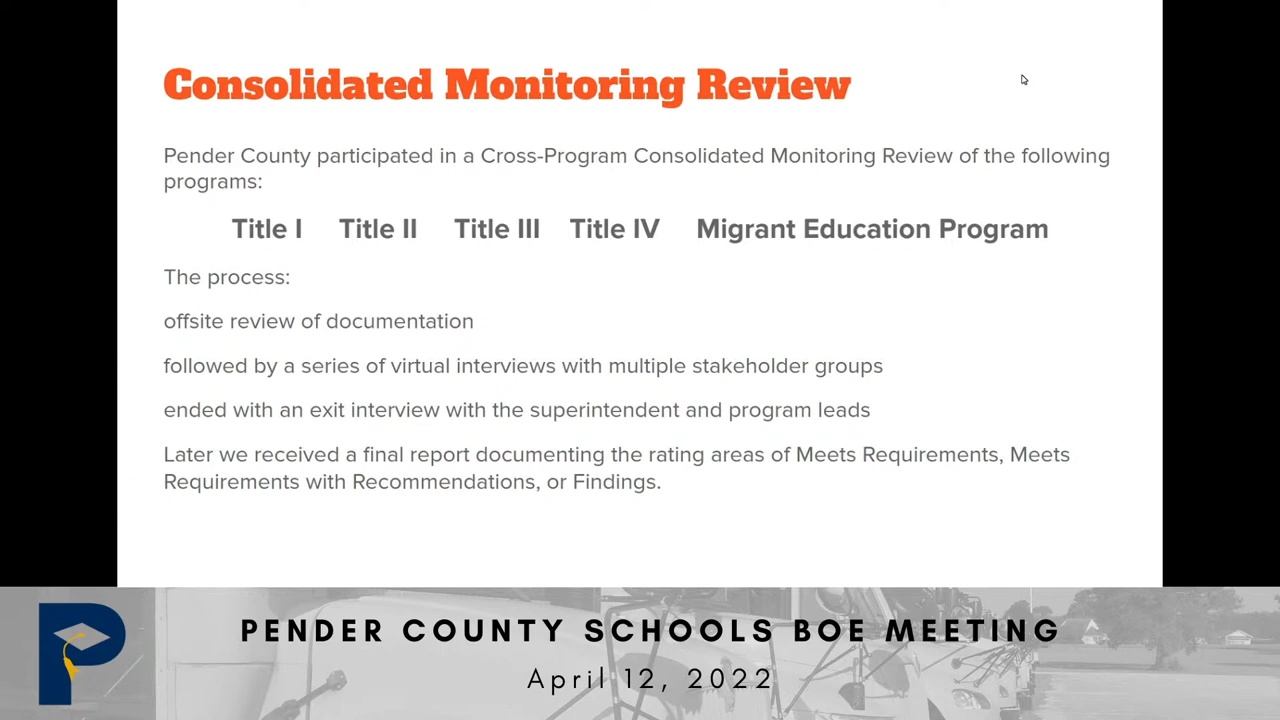 Consolidated Monitoring Review
Pender County participated in a Cross-Program Consolidated Monitoring Review of the following
programs:
Title I Title II Title III Title IV Migrant Education Program
The process:
offsite review of documentation
followed by a series of virtual interviews with multiple stakeholder groups
ended with an exit interview with the superintendent and program leads
Later we received a final report documenting the rating areas of Meets Requirements, Meets
Requirements with Recommendations, or Findings.
P
PENDER COUNTY SCHOOLS BOE MEETING
April 12, 2022